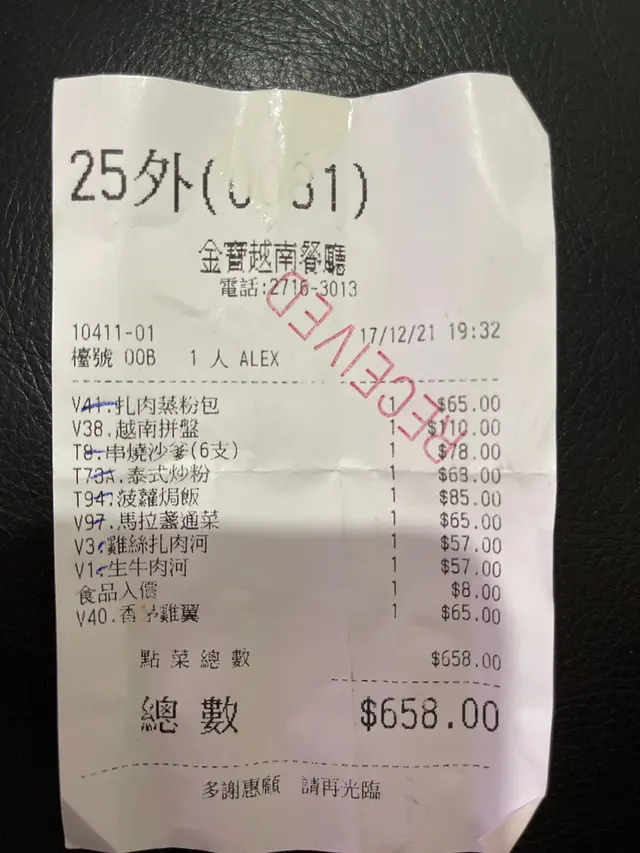 25外
金寶越南餐廳
電話:2716-3013
RECEIVED
10411-01 17/12/21 19:32
檯號 00B 1 人 ALEX
V41.扎肉蒸粉包 1 $65.00
V38.越南拼盤 1 $110.00
T8.串燒沙爹(6支) 1 $78.00
T73A.泰式炒粉 1 $68.00
T94.菠蘿焗飯 1 $85.00
V97.馬拉盞通菜 1 $65.00
V3.雞絲扎肉河 1 $57.00
V1.生牛肉河 1 $57.00
食品入價 1 $8.00
V40.香茅雞翼 1 $65.00
點菜總數 $658.00
總數 $658.00
多謝惠顧 請再光臨